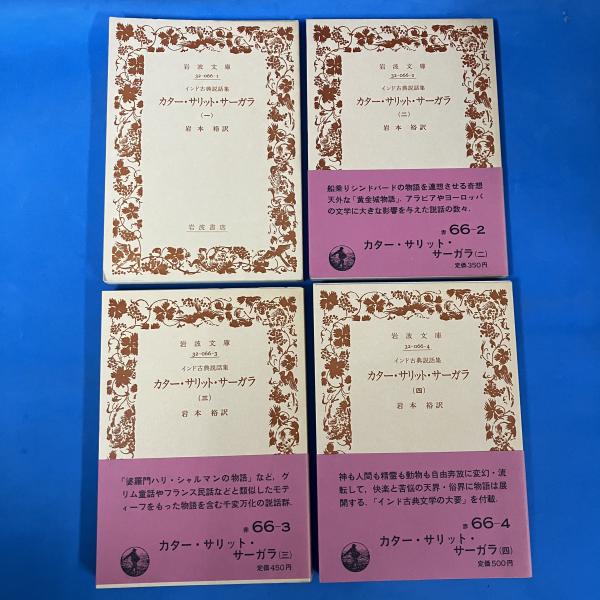 岩波文庫
32-066-1
インド古典説話集
カター・サリット・サーガラ
(一)
岩本 裕訳
岩波書店
岩波文庫
32-066-2
インド古典説話集
カター・サリット・サーガラ
(二)
岩本 裕訳
船乗りシンドバードの物語を連想させる奇想
天外な「黄金城物語」.アラビアやヨーロッパ
の文学に大きな影響を与えた説話の数々.
赤 66-2
カター・サリット・
サーガラ(二)
定価350円
岩波文庫
32-066-3
インド古典説話集
カター・サリット・サーガラ
(三)
岩本 裕訳
「婆羅門ハリ・シャルマンの物語」など,グ
リム童話やフランス民話などと類似したモテ
ィーフをもった物語を含む千変万化の説話群.
赤 66-3
カター・サリット・
サーガラ(三)
定価450円
岩波文庫
32-066-4
インド古典説話集
カター・サリット・サーガラ
(四)
岩本 裕訳
神も人間も精霊も動物も自由奔放に変幻・流
転して,快楽と苦悩の天界・俗界に物語は展
開する.「インド古典文学の大要」を付載.
赤 66-4
カター・サリット・
サーガラ(四)
定価500円